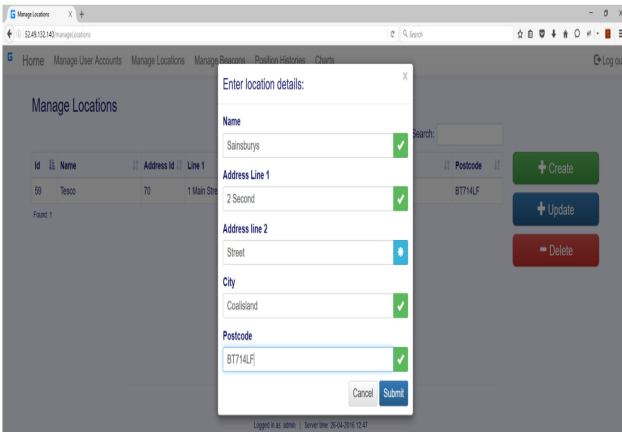 Manage Locations
52.49.132.140/manageLocations
Search
Home Manage User Accounts Manage Locations Manage Beacons Position Histories Charts
Manage Locations
Search:
Id Name Address Id Line 1 Postcode
59 Tesco 70 1 Main Stre BT714LF
Found: 1
Create
Update
Delete
Enter location details:
Name
Sainsburys
Address Line 1
2 Second
Address line 2
Street
City
Coalisland
Postcode
BT714LF
Cancel Submit
Logged in as admin | Server time: 26-04-2016 12:47
Log ou